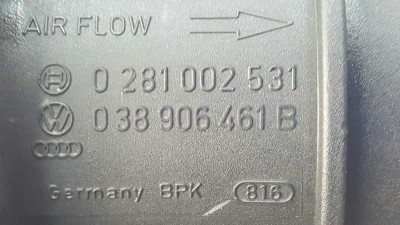 AIR FLOW
0 281 002 531
038 906 461 B
Germany BPK 816